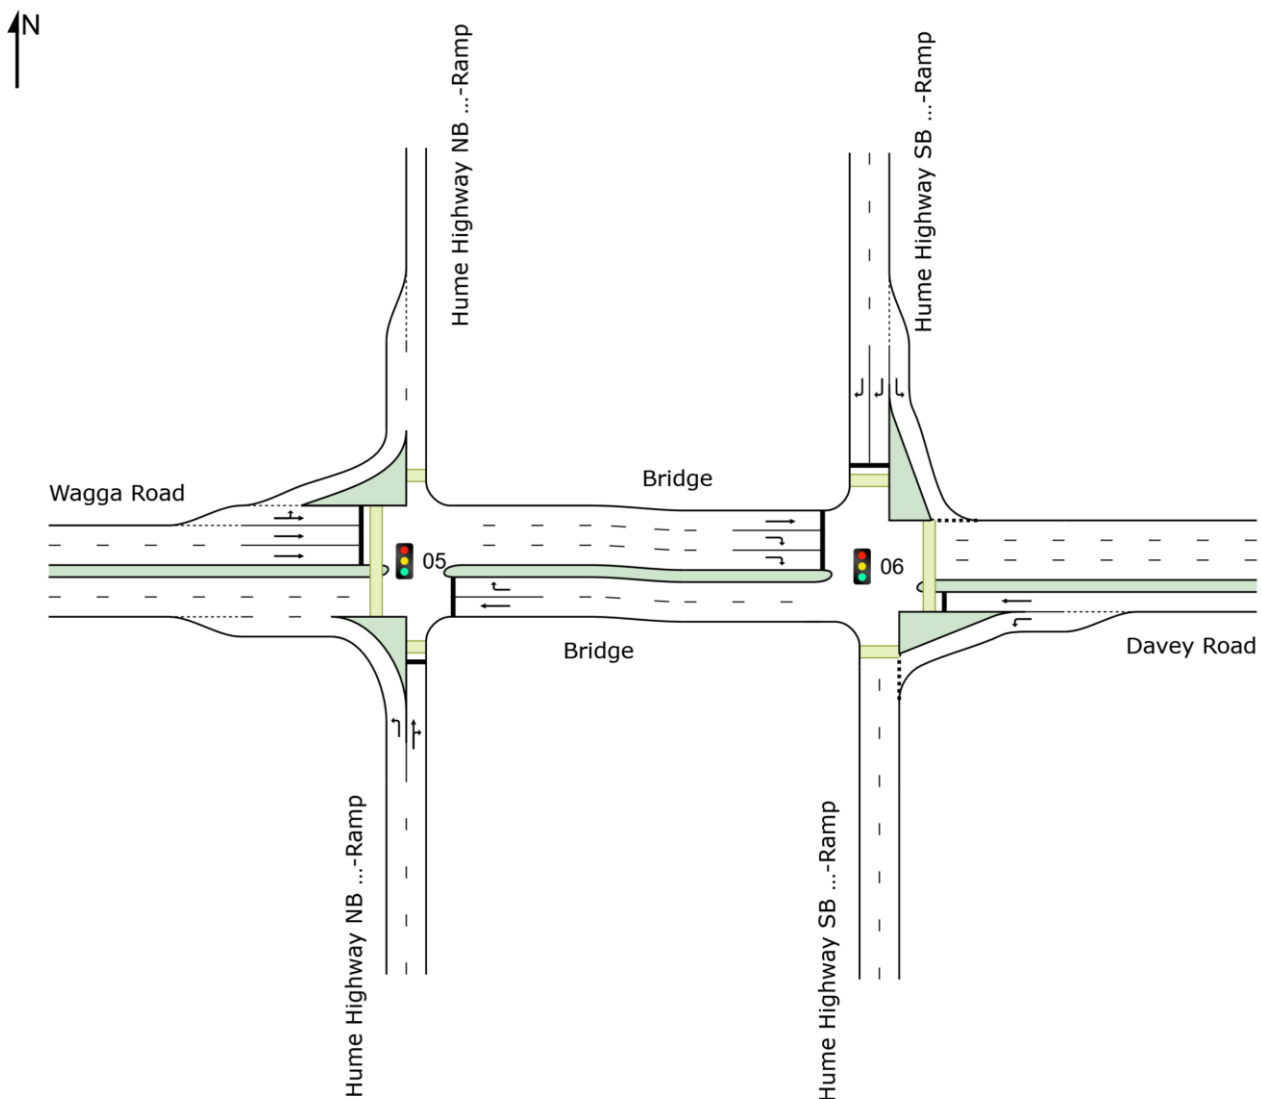 N
Hume Highway NB ...-Ramp
Hume Highway SB ...-Ramp
Wagga Road
Bridge
05
06
Bridge
Davey Road
Hume Highway NB ...-Ramp
Hume Highway SB ...-Ramp